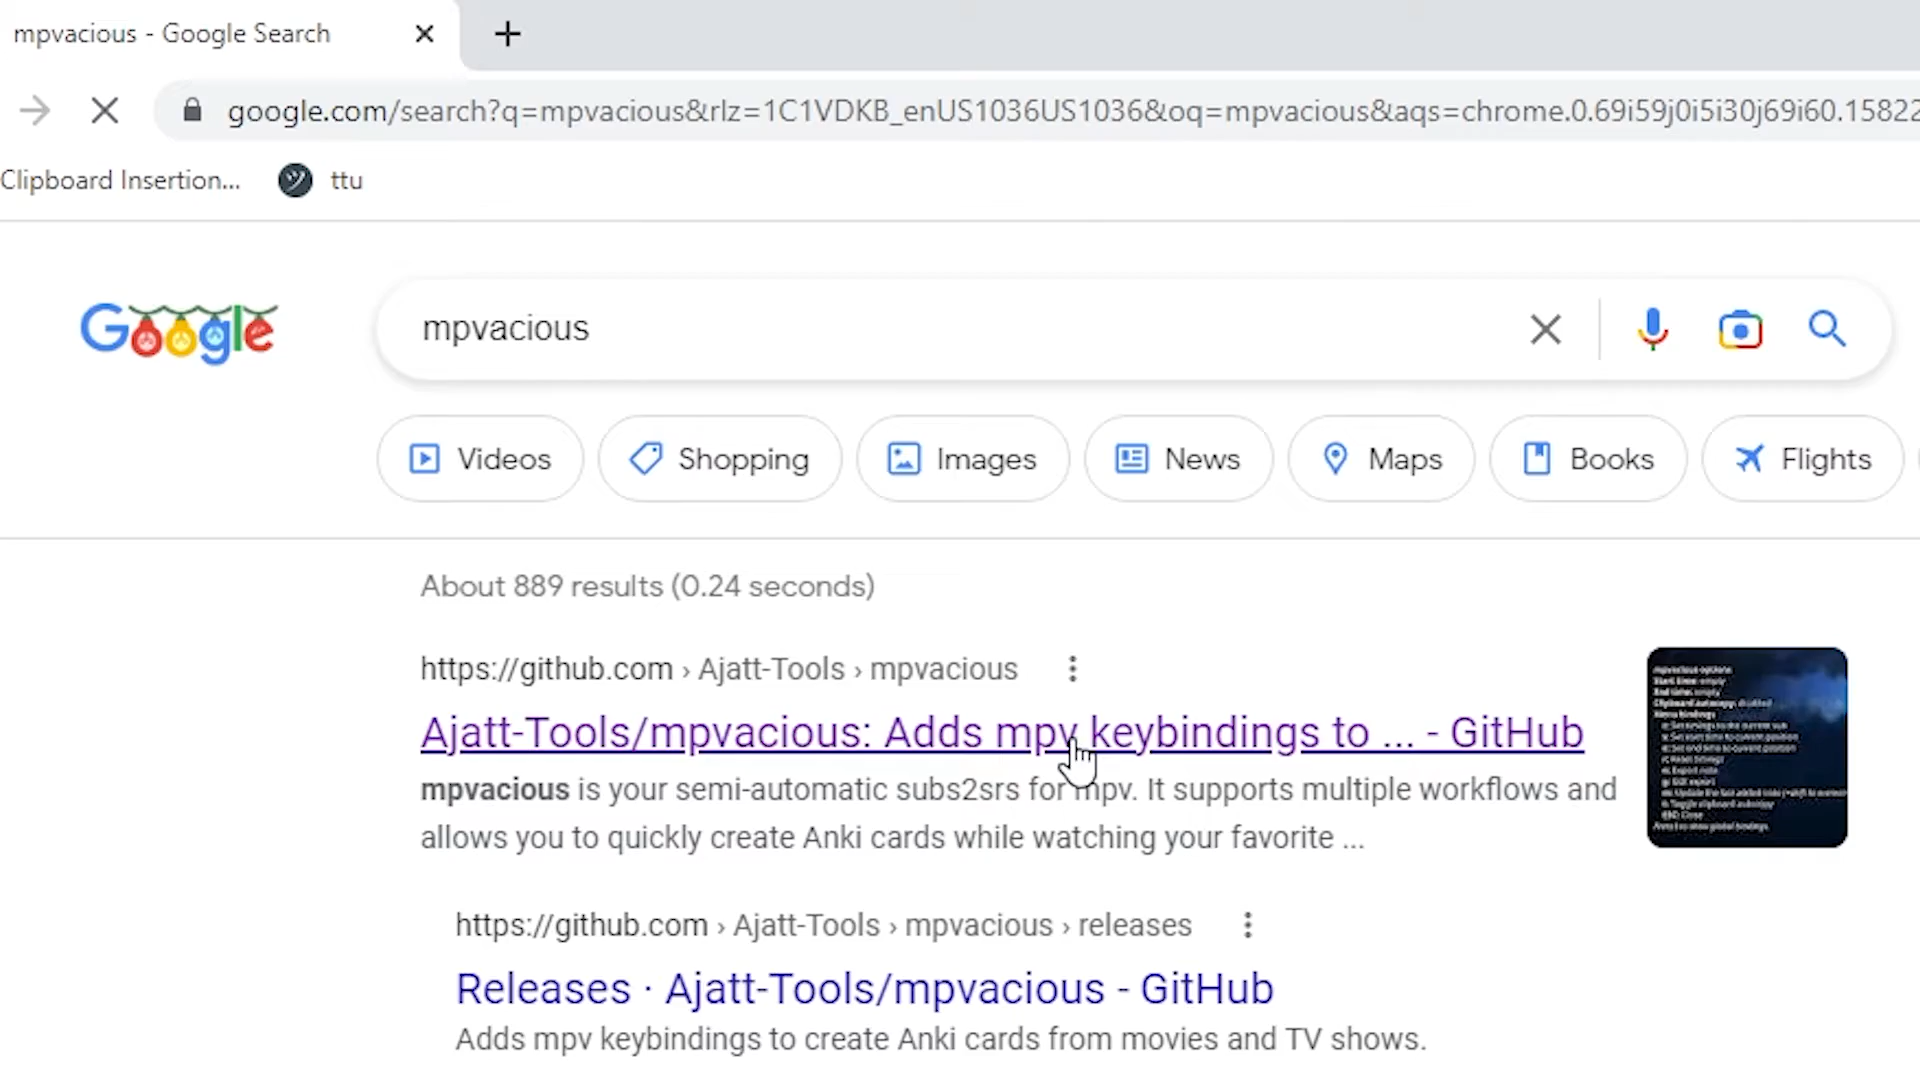 mpvacious - Google Search
google.com/search?q=mpvacious&rlz=1C1VDKB_enUS1036US1036&oq=mpvacious&aqs=chrome.0.69i59j0i5i30j69i60.15822
Clipboard Insertion...
ttu
Google
mpvacious
Videos
Shopping
Images
News
Maps
Books
Flights
About 889 results (0.24 seconds)
https://github.com › Ajatt-Tools › mpvacious
Ajatt-Tools/mpvacious: Adds mpv keybindings to ... - GitHub
mpvacious is your semi-automatic subs2srs for mpv. It supports multiple workflows and
allows you to quickly create Anki cards while watching your favorite ...
https://github.com › Ajatt-Tools › mpvacious › releases
Releases · Ajatt-Tools/mpvacious - GitHub
Adds mpv keybindings to create Anki cards from movies and TV shows.